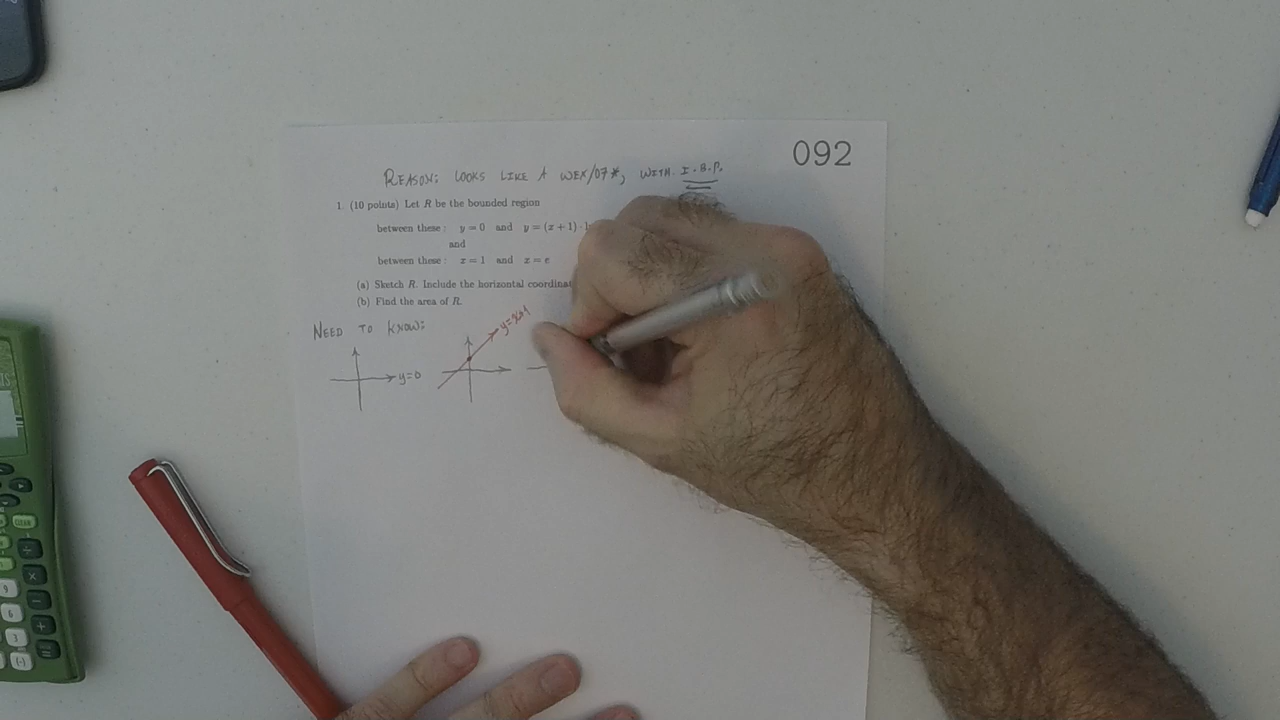 092
REASON: LOOKS LIKE A WEX/07*, WITH I.B.P.
1. (10 points) Let R be the bounded region
between these: y = 0 and y = (x + 1) ·
and
between these: x = 1 and x = e
(a) Sketch R. Include the horizontal
(b) Find the area of R.
NEED TO KNOW:
y=x+1
y=0
CLEAR